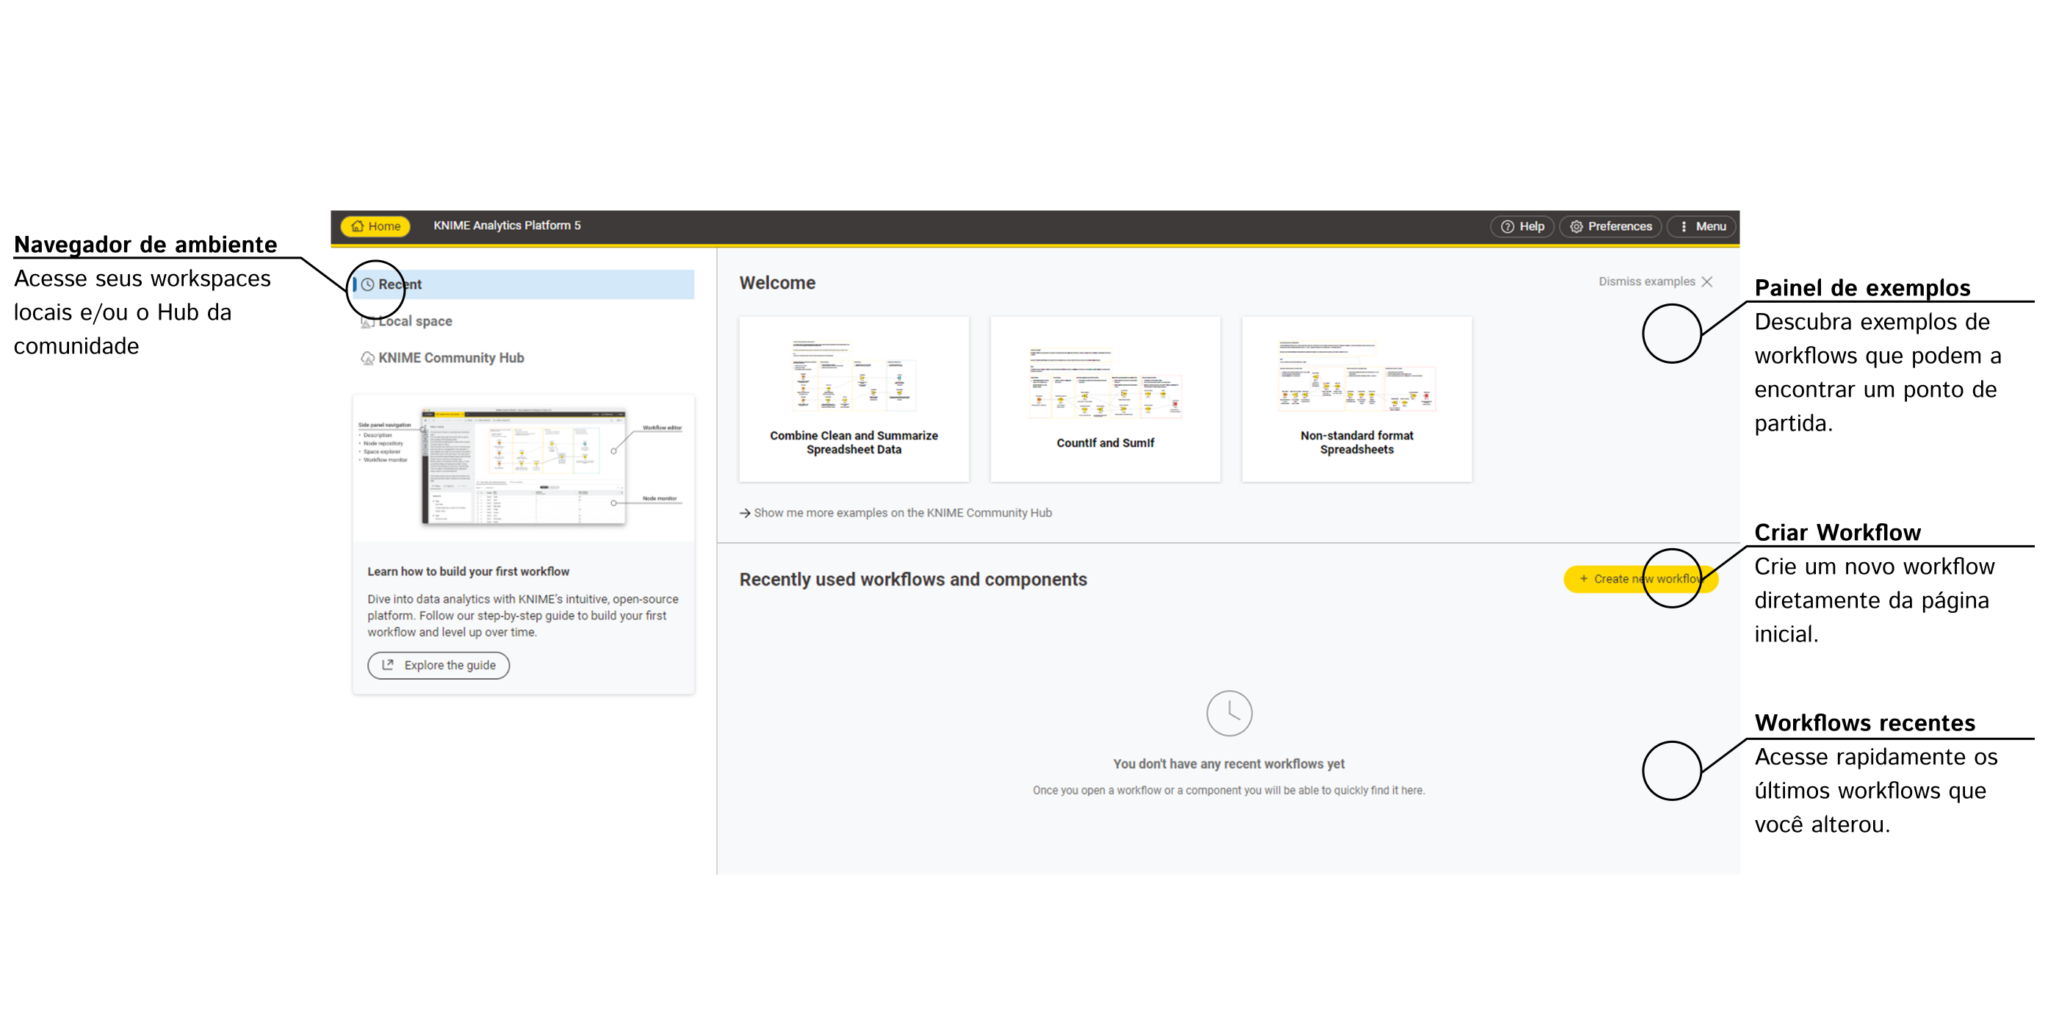 Home
KNIME Analytics Platform 5
Help
Preferences
Menu
Navegador de ambiente
Acesse seus workspaces
locais e/ou o Hub da
comunidade
Recent
Local space
KNIME Community Hub
Side panel navigation
Description
Node repository
Space explorer
Workflow monitor
Workflow editor
Node monitor
Learn how to build your first workflow
Dive into data analytics with KNIME's intuitive, open-source
platform. Follow our step-by-step guide to build your first
workflow and level up over time.
Explore the guide
Welcome
Dismiss examples
Combine Clean and Summarize
Spreadsheet Data
CountIf and SumIf
Non-standard format
Spreadsheets
Show me more examples on the KNIME Community Hub
Recently used workflows and components
+ Create new workflow
You don't have any recent workflows yet
Once you open a workflow or a component you will be able to quickly find it here.
Painel de exemplos
Descubra exemplos de
workflows que podem a
encontrar um ponto de
partida.
Criar Workflow
Crie um novo workflow
diretamente da página
inicial.
Workflows recentes
Acesse rapidamente os
últimos workflows que
você alterou.